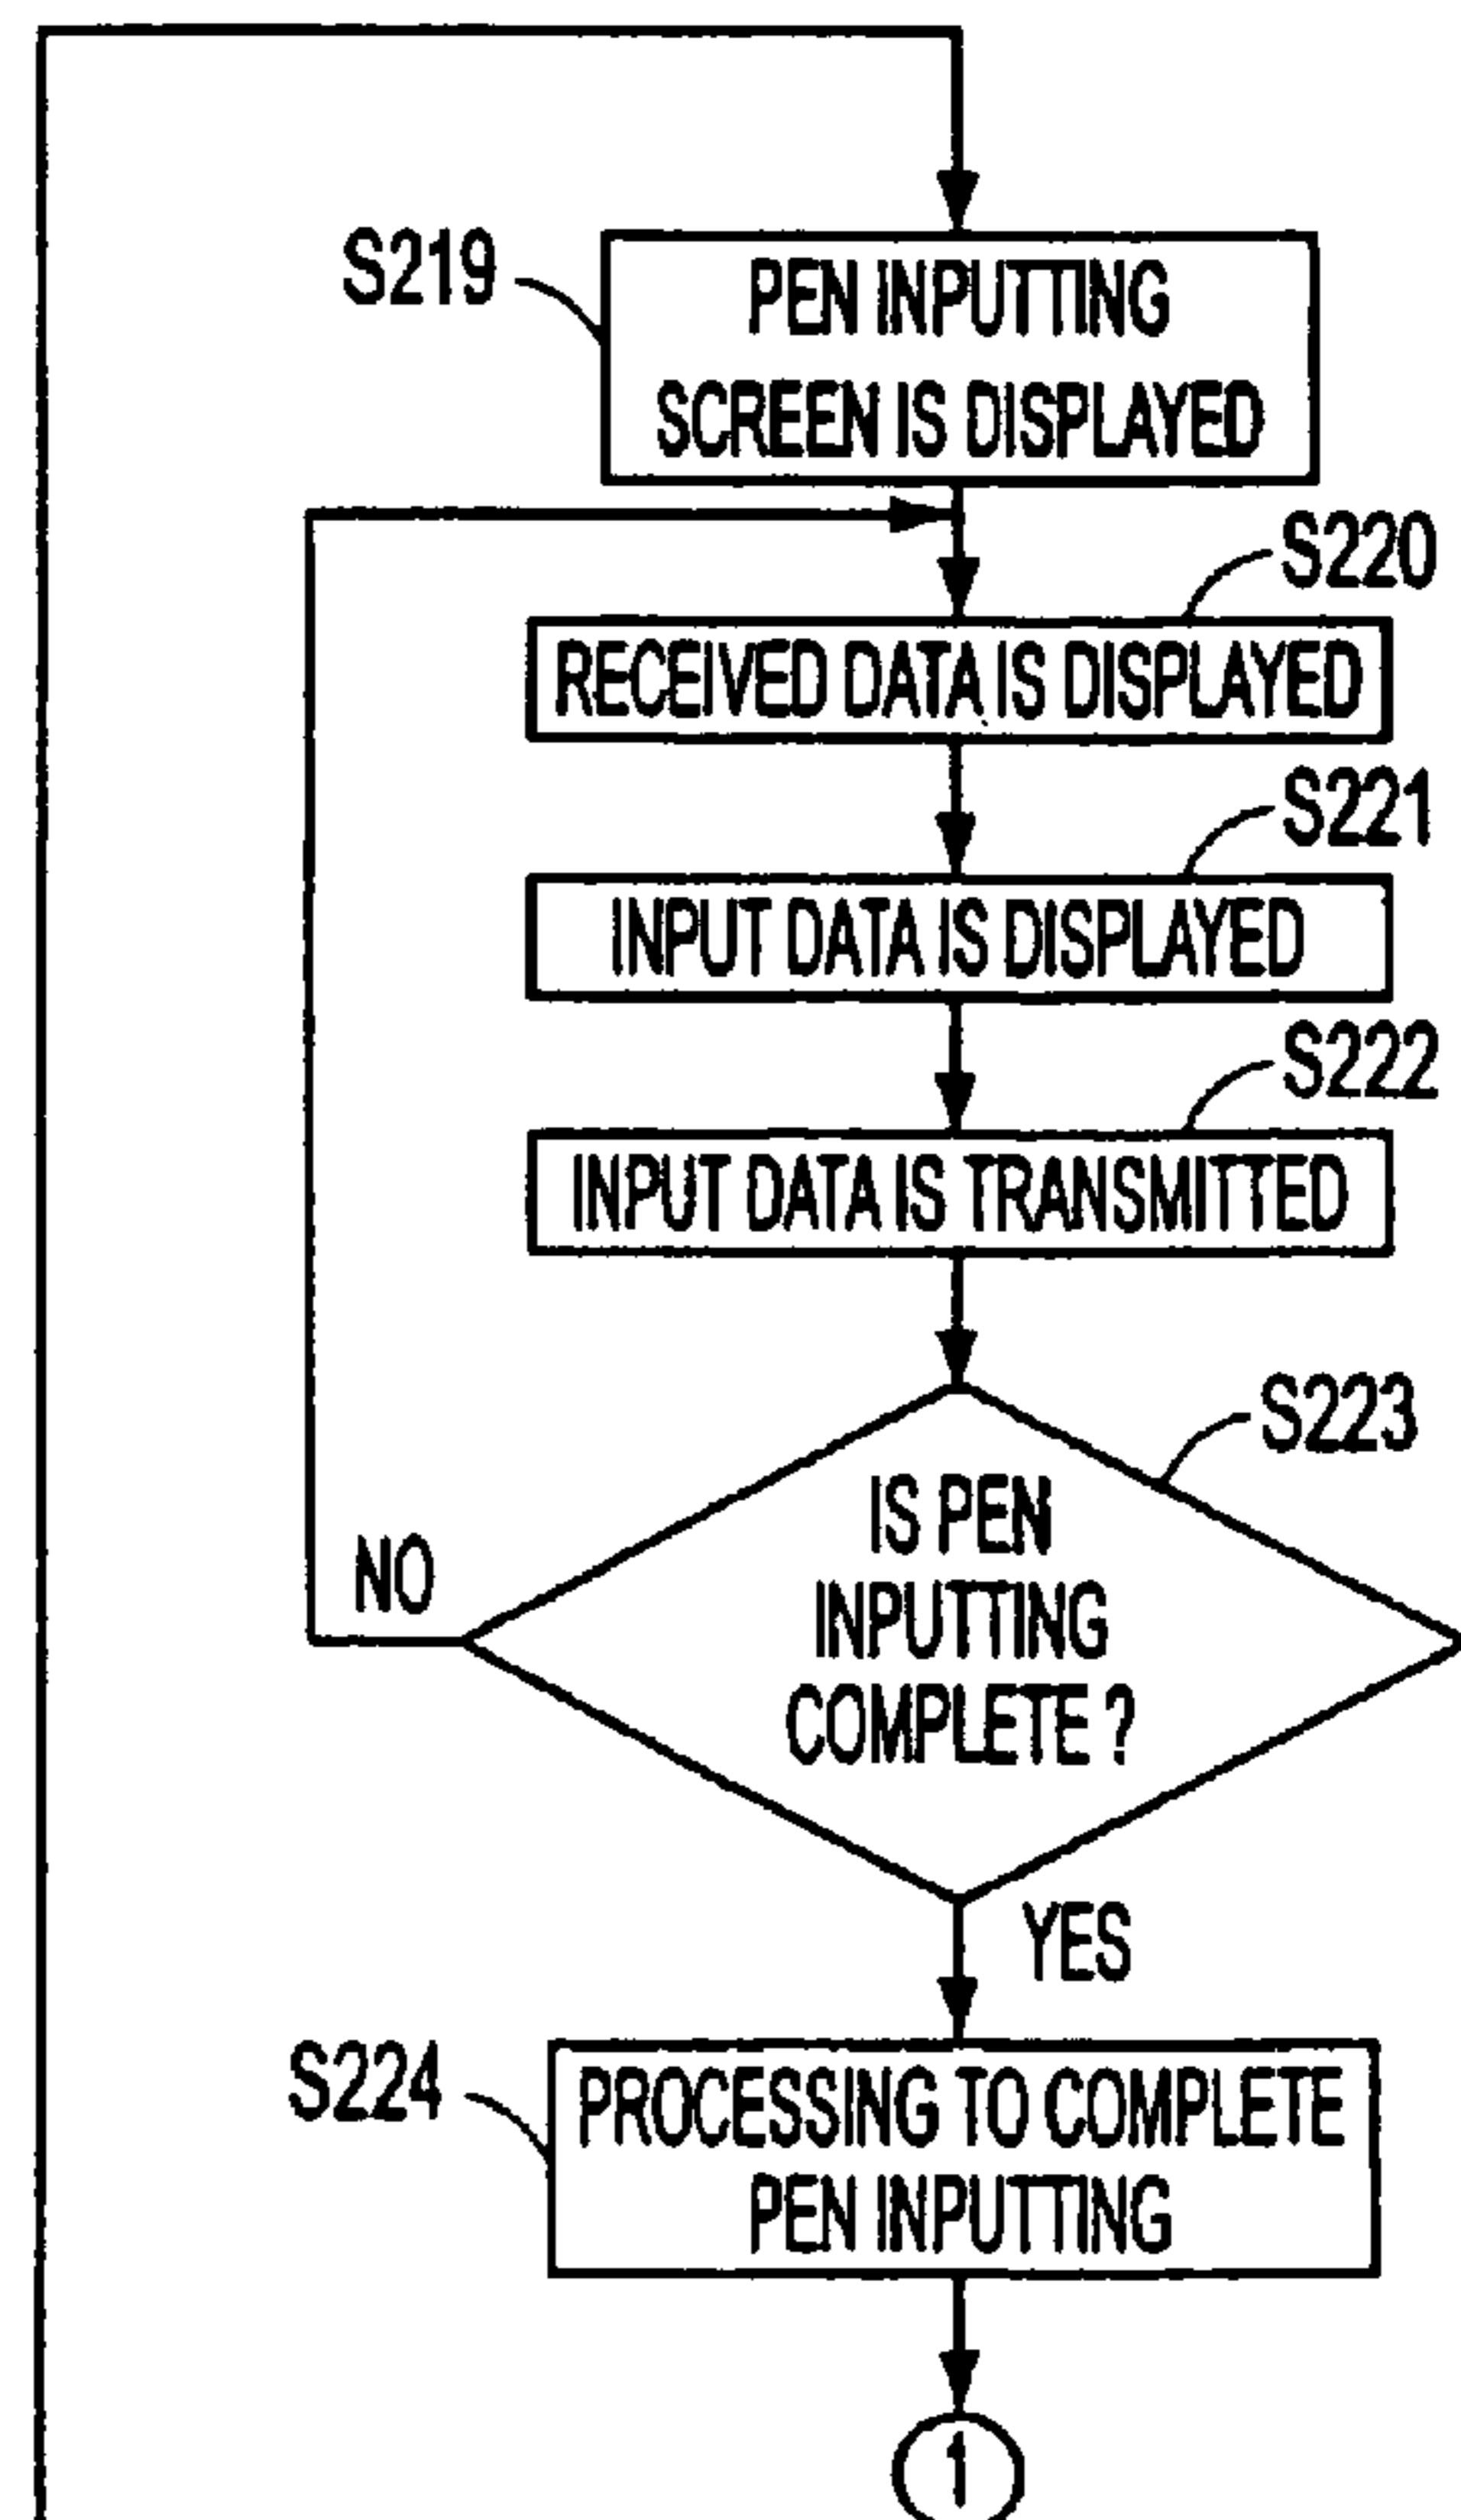 S219
PEN INPUTTING
SCREEN IS DISPLAYED
S220
RECEIVED DATA IS DISPLAYED
S221
INPUT DATA IS DISPLAYED
S222
INPUT DATA IS TRANSMITTED
S223
IS PEN
INPUTTING
COMPLETE ?
NO
YES
S224
PROCESSING TO COMPLETE
PEN INPUTTING
1